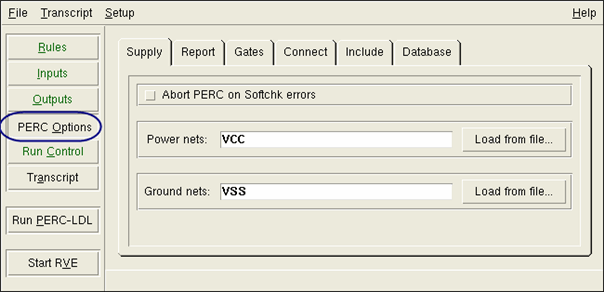 File Transcript Setup Help
Rules
Inputs
Outputs
PERC Options
Run Control
Transcript
Run PERC-LDL
Start RVE
Supply Report Gates Connect Include Database
Abort PERC on Softchk errors
Power nets: VCC Load from file...
Ground nets: VSS Load from file...